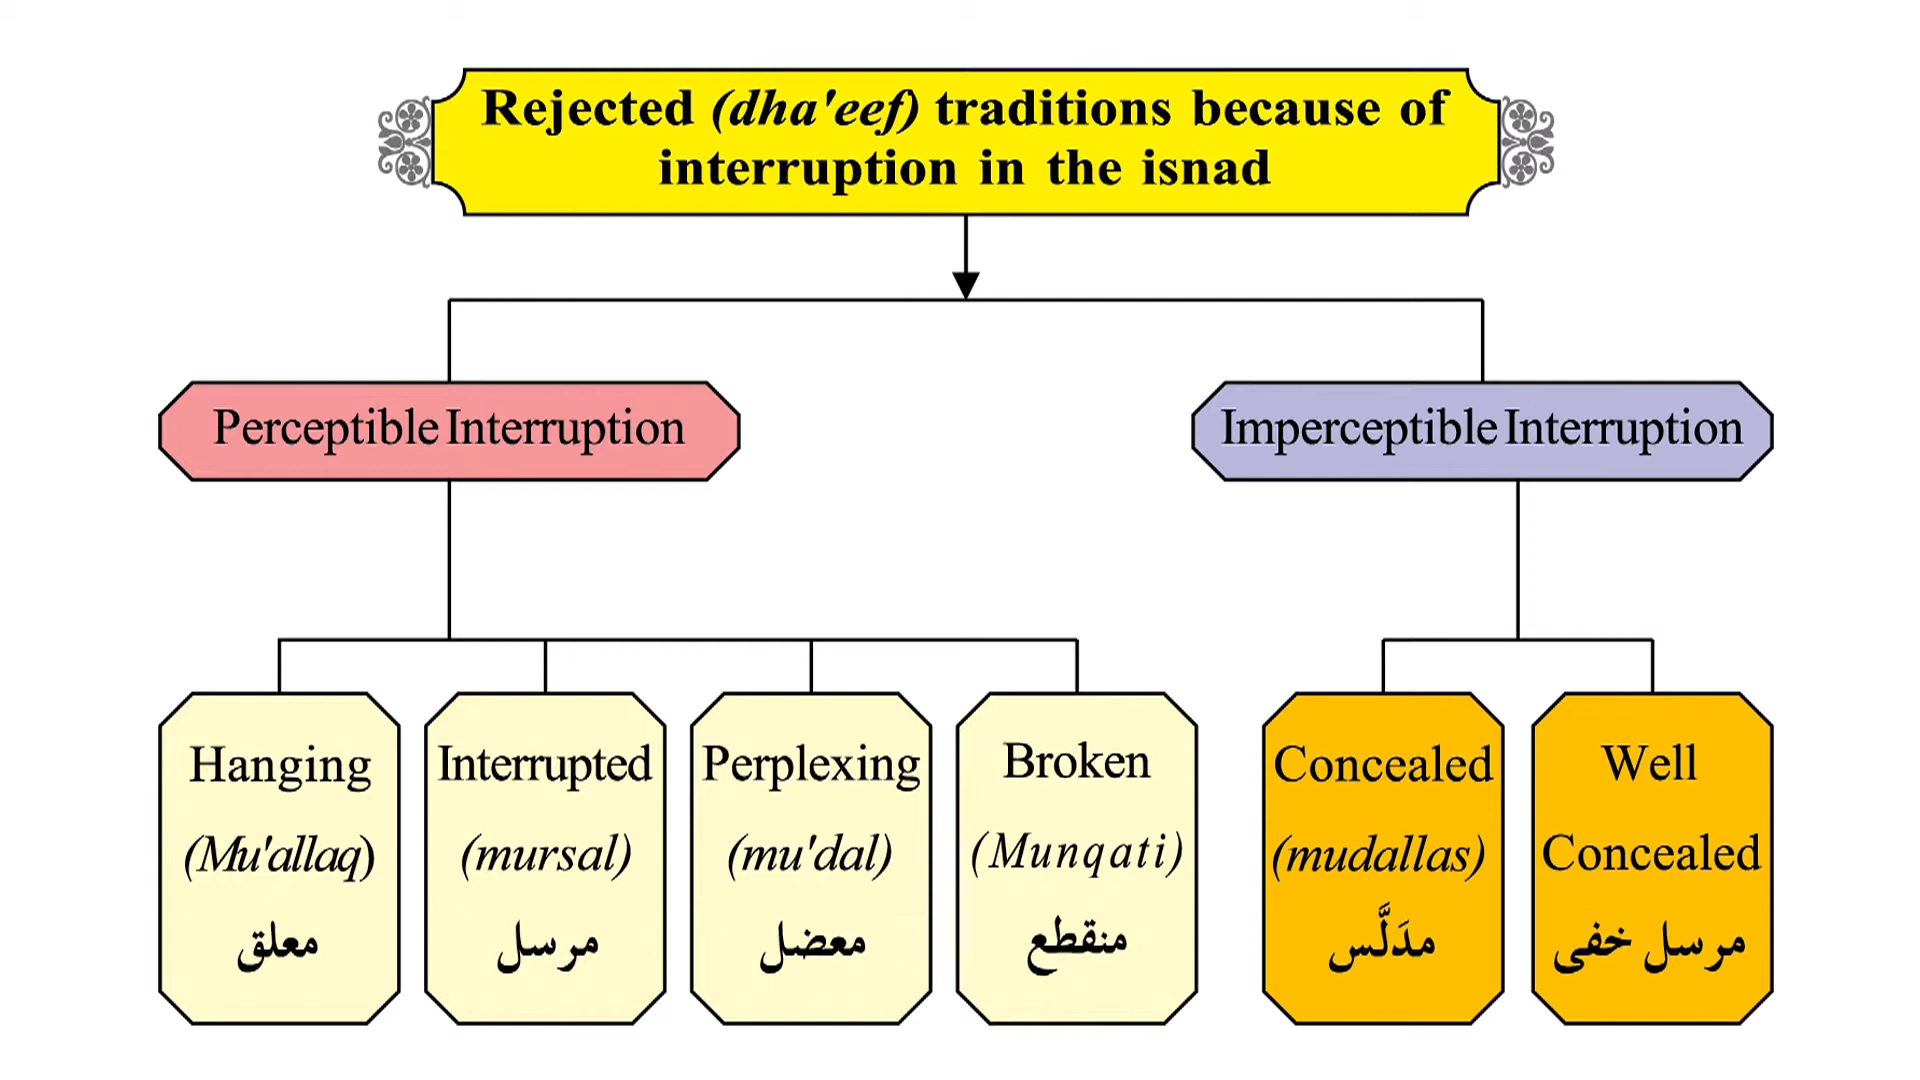 Rejected (dha'eef) traditions because of
interruption in the isnad
Perceptible Interruption
Imperceptible Interruption
Hanging
(Mu'allaq)
معلق
Interrupted
(mursal)
مرسل
Perplexing
(mu'dal)
معضل
Broken
(Munqati)
منقطع
Concealed
(mudallas)
مدَلَّس
Well
Concealed
مرسل خفی